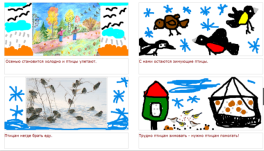 Осенью становится холодно и птицы улетают.
С нами остаются зимующие птицы.
Птицам негде брать еду.
Трудно птицам зимовать - нужно птицам помогать!